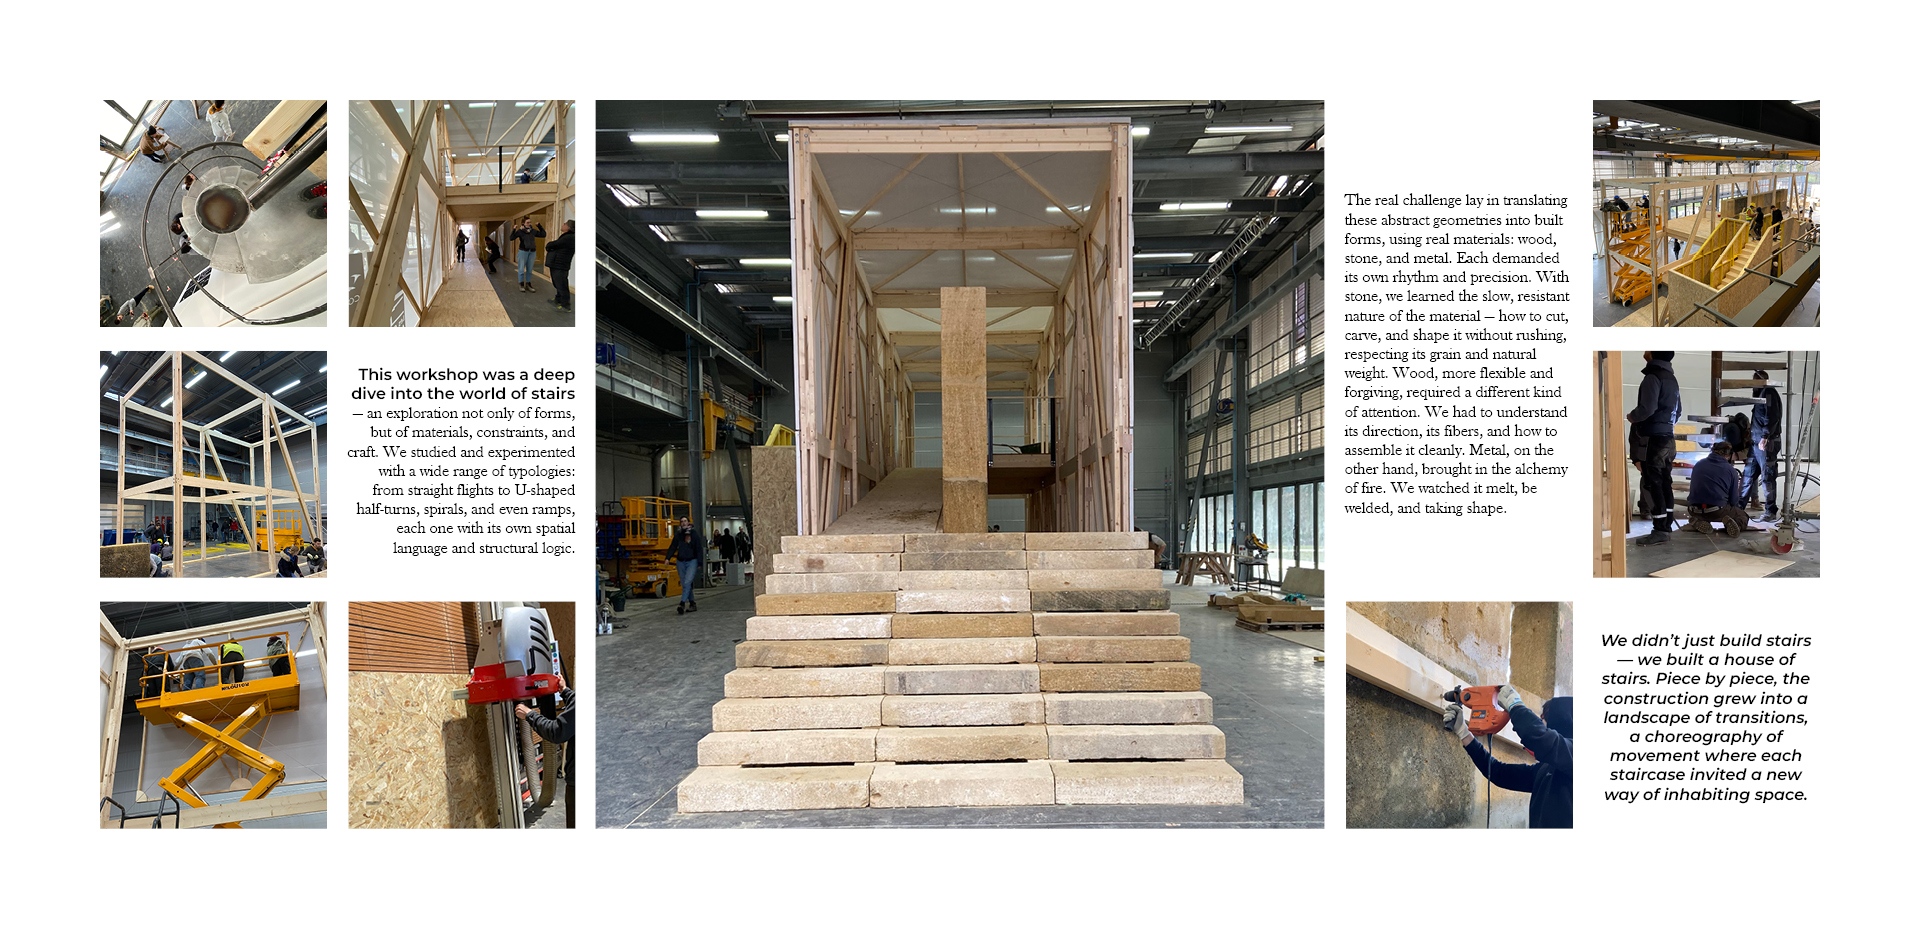 This workshop was a deep
dive into the world of stairs
— an exploration not only of forms,
but of materials, constraints, and
craft. We studied and experimented
with a wide range of typologies:
from straight flights to U-shaped
half-turns, spirals, and even ramps,
each one with its own spatial
language and structural logic.
The real challenge lay in translating
these abstract geometries into built
forms, using real materials: wood,
stone, and metal. Each demanded
its own rhythm and precision. With
stone, we learned the slow, resistant
nature of the material — how to cut,
carve, and shape it without rushing,
respecting its grain and natural
weight. Wood, more flexible and
forgiving, required a different kind
of attention. We had to understand
its direction, its fibers, and how to
assemble it cleanly. Metal, on the
other hand, brought in the alchemy
of fire. We watched it melt, be
welded, and taking shape.
We didn’t just build stairs
— we built a house of
stairs. Piece by piece, the
construction grew into a
landscape of transitions,
a choreography of
movement where each
staircase invited a new
way of inhabiting space.